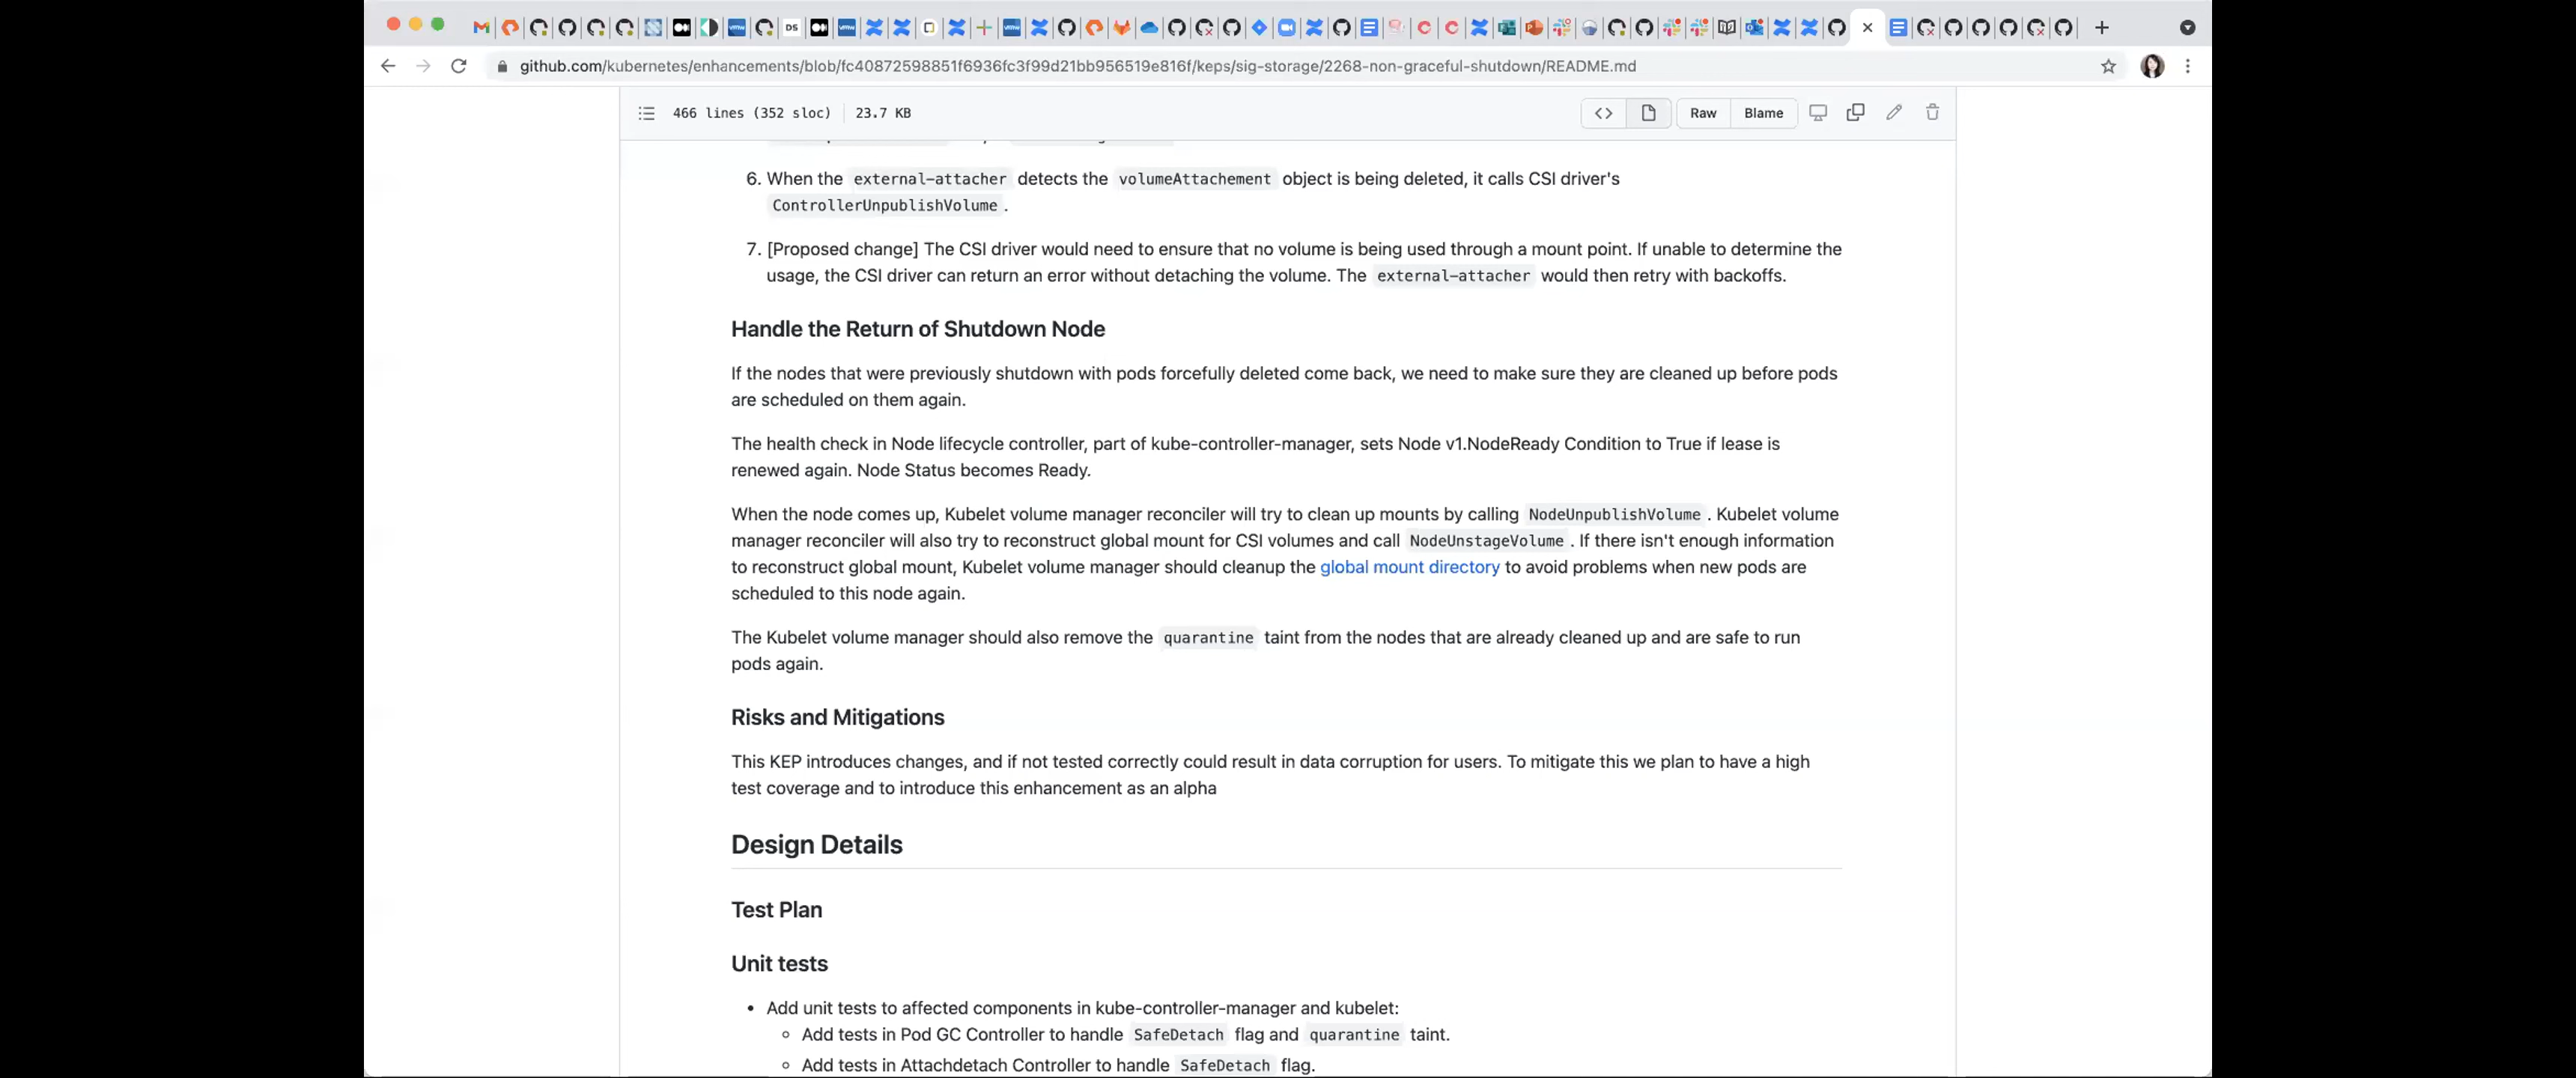 DS
vmw
vmw
github.com/kubernetes/enhancements/blob/fc40872598851f6936fc3f99d21bb956519e816f/keps/sig-storage/2268-non-graceful-shutdown/README.md
466 lines (352 sloc) 23.7 KB
Raw Blame
6. When the external-attacher detects the volumeAttachement object is being deleted, it calls CSI driver's
ControllerUnpublishVolume .
7. [Proposed change] The CSI driver would need to ensure that no volume is being used through a mount point. If unable to determine the
usage, the CSI driver can return an error without detaching the volume. The external-attacher would then retry with backoffs.
Handle the Return of Shutdown Node
If the nodes that were previously shutdown with pods forcefully deleted come back, we need to make sure they are cleaned up before pods
are scheduled on them again.
The health check in Node lifecycle controller, part of kube-controller-manager, sets Node v1.NodeReady Condition to True if lease is
renewed again. Node Status becomes Ready.
When the node comes up, Kubelet volume manager reconciler will try to clean up mounts by calling NodeUnpublishVolume . Kubelet volume
manager reconciler will also try to reconstruct global mount for CSI volumes and call NodeUnstageVolume . If there isn't enough information
to reconstruct global mount, Kubelet volume manager should cleanup the global mount directory to avoid problems when new pods are
scheduled to this node again.
The Kubelet volume manager should also remove the quarantine taint from the nodes that are already cleaned up and are safe to run
pods again.
Risks and Mitigations
This KEP introduces changes, and if not tested correctly could result in data corruption for users. To mitigate this we plan to have a high
test coverage and to introduce this enhancement as an alpha
Design Details
Test Plan
Unit tests
• Add unit tests to affected components in kube-controller-manager and kubelet:
◦ Add tests in Pod GC Controller to handle SafeDetach flag and quarantine taint.
◦ Add tests in Attachdetach Controller to handle SafeDetach flag.